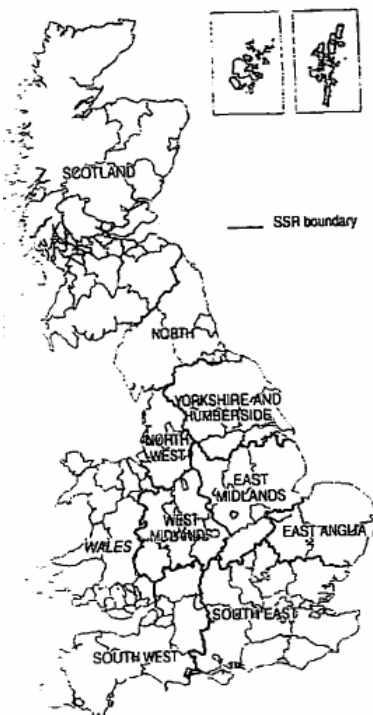 SCOTLAND
SSR boundary
NORTH
YORKSHIRE AND
HUMBERSIDE
NORTH
WEST
EAST
MIDLANDS
WEST
MIDLANDS
EAST ANGLIA
WALES
SOUTH EAST
SOUTH WEST